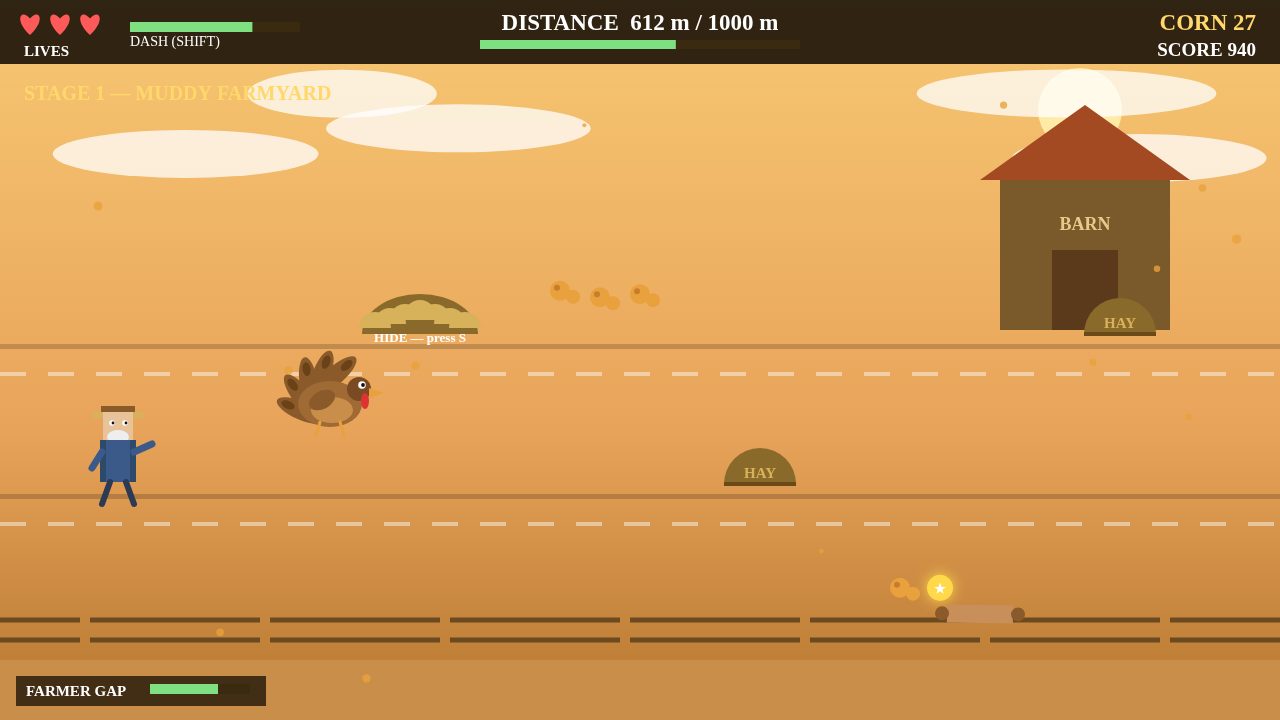 LIVES
DASH (SHIFT)
DISTANCE 612 m / 1000 m
CORN 27
SCORE 940
STAGE 1 — MUDDY FARMYARD
BARN
HAY
HIDE — press S
HAY
FARMER GAP